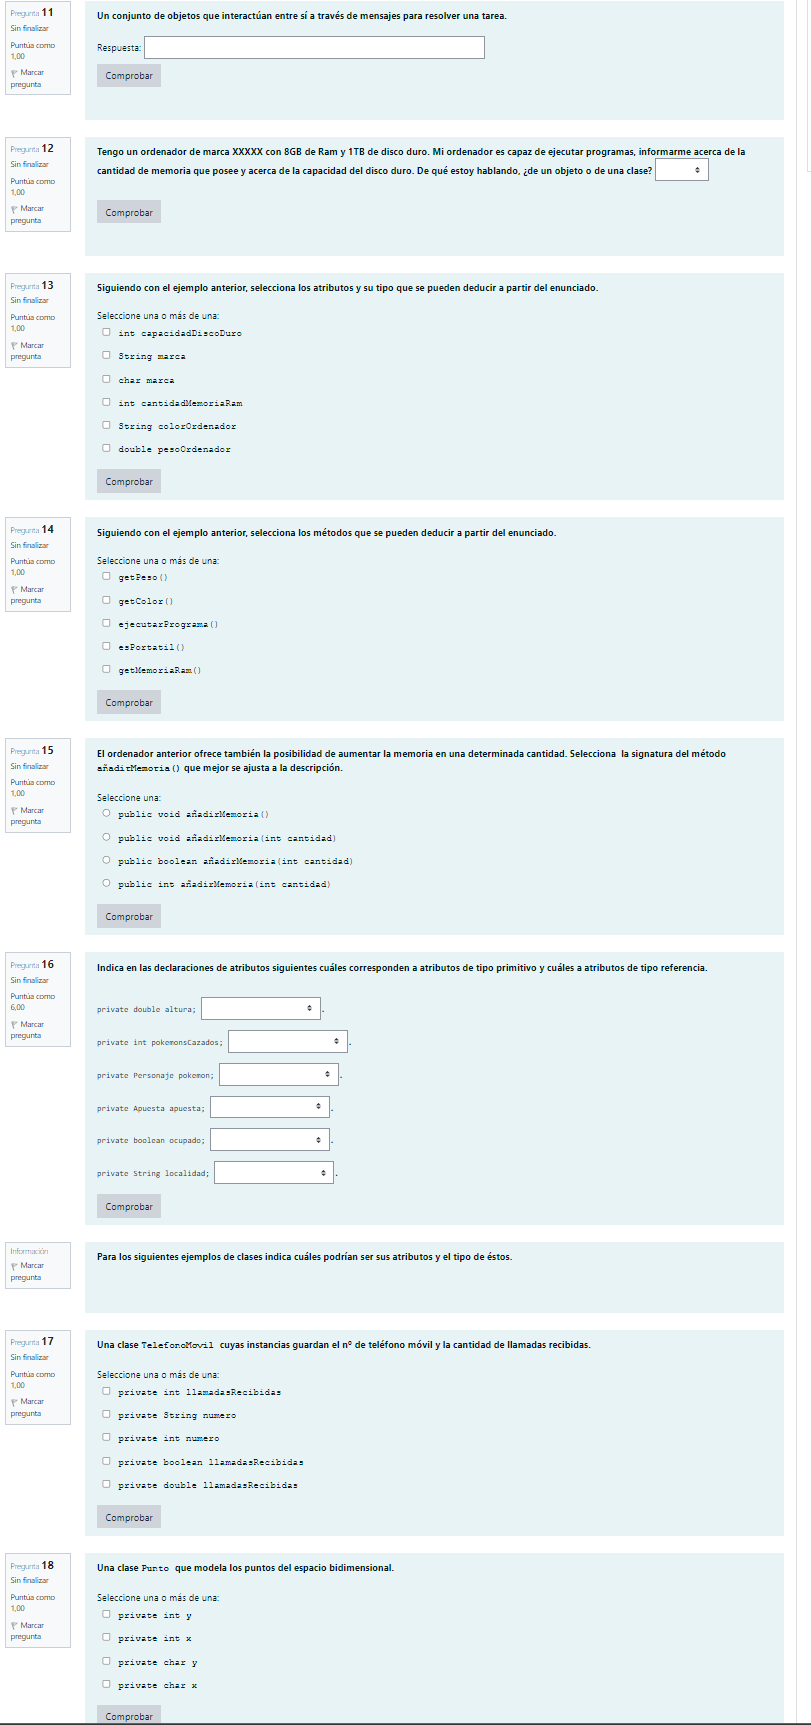 Pregunta 11
Sin finalizar
Puntúa como
1,00
Marcar
pregunta
Un conjunto de objetos que interactúan entre sí a través de mensajes para resolver una tarea.
Respuesta:
Comprobar
Pregunta 12
Sin finalizar
Puntúa como
1,00
Marcar
pregunta
Tengo un ordenador de marca XXXXX con 8GB de Ram y 1TB de disco duro. Mi ordenador es capaz de ejecutar programas, informarme acerca de la
cantidad de memoria que posee y acerca de la capacidad del disco duro. De qué estoy hablando, ¿de un objeto o de una clase?
Comprobar
Pregunta 13
Sin finalizar
Puntúa como
1,00
Marcar
pregunta
Siguiendo con el ejemplo anterior, selecciona los atributos y su tipo que se pueden deducir a partir del enunciado.
Seleccione una o más de una:
int capacidadDiscoDuro
String marca
char marca
int cantidadMemoriaRam
String colorOrdenador
double pesoOrdenador
Comprobar
Pregunta 14
Sin finalizar
Puntúa como
1,00
Marcar
pregunta
Siguiendo con el ejemplo anterior, selecciona los métodos que se pueden deducir a partir del enunciado.
Seleccione una o más de una:
getPeso()
getColor()
ejecutarPrograma()
esPortatil()
getMemoriaRam()
Comprobar
Pregunta 15
Sin finalizar
Puntúa como
1,00
Marcar
pregunta
El ordenador anterior ofrece también la posibilidad de aumentar la memoria en una determinada cantidad. Selecciona la signatura del método
añadirMemoria() que mejor se ajusta a la descripción.
Seleccione una:
public void añadirMemoria()
public void añadirMemoria(int cantidad)
public boolean añadirMemoria(int cantidad)
public int añadirMemoria(int cantidad)
Comprobar
Pregunta 16
Sin finalizar
Puntúa como
6,00
Marcar
pregunta
Indica en las declaraciones de atributos siguientes cuáles corresponden a atributos de tipo primitivo y cuáles a atributos de tipo referencia.
private double altura; .
private int pokemonsCazados; .
private Personaje pokemon; .
private Apuesta apuesta; .
private boolean ocupado; .
private String localidad; .
Comprobar
Información
Marcar
pregunta
Para los siguientes ejemplos de clases indica cuáles podrían ser sus atributos y el tipo de éstos.
Pregunta 17
Sin finalizar
Puntúa como
1,00
Marcar
pregunta
Una clase TelefonoMovil cuyas instancias guardan el nº de teléfono móvil y la cantidad de llamadas recibidas.
Seleccione una o más de una:
private int llamadasRecibidas
private String numero
private int numero
private boolean llamadasRecibidas
private double llamadasRecibidas
Comprobar
Pregunta 18
Sin finalizar
Puntúa como
1,00
Marcar
pregunta
Una clase Punto que modela los puntos del espacio bidimensional.
Seleccione una o más de una:
private int y
private int x
private char y
private char x
Comprobar